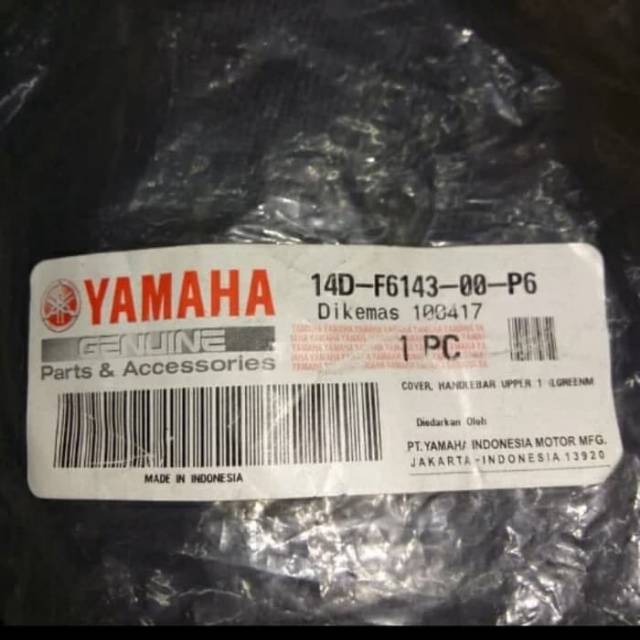 YAMAHA
GENUINE
Parts & Accessories
MADE IN INDONESIA
14D-F6143-00-P6
Dikemas 100417
1 PC
COVER, HANDLEBAR UPPER 1
Diedarkan Oleh
PT. YAMAHA INDONESIA MOTOR MFG.
JAKARTA-INDONESIA 13920